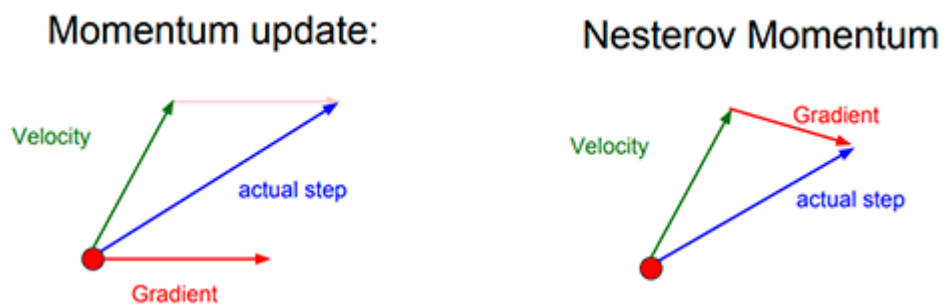 Momentum update:
Velocity
actual step
Gradient
Nesterov Momentum
Gradient
Velocity
actual step